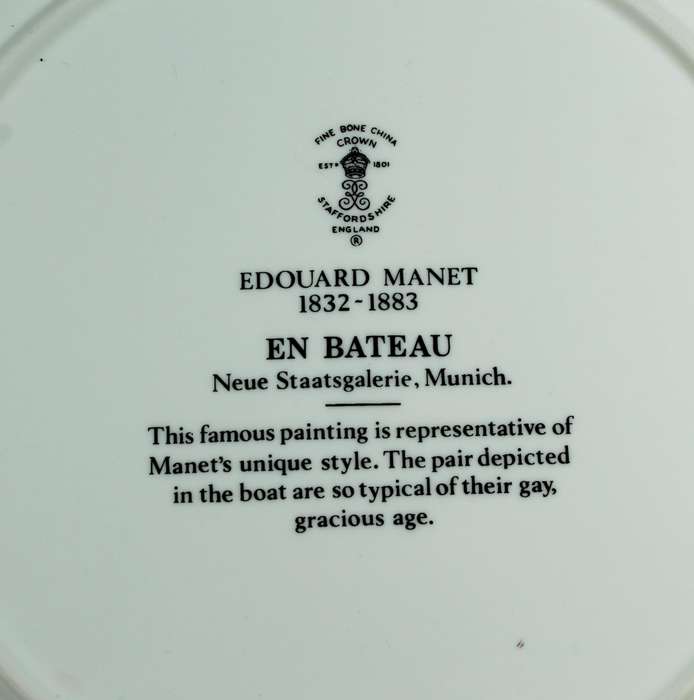 FINE BONE CHINA
CROWN
ESTD 1801
STAFFORDSHIRE
ENGLAND
®
EDOUARD MANET
1832-1883
EN BATEAU
Neue Staatsgalerie, Munich.
This famous painting is representative of
Manet's unique style. The pair depicted
in the boat are so typical of their gay,
gracious age.